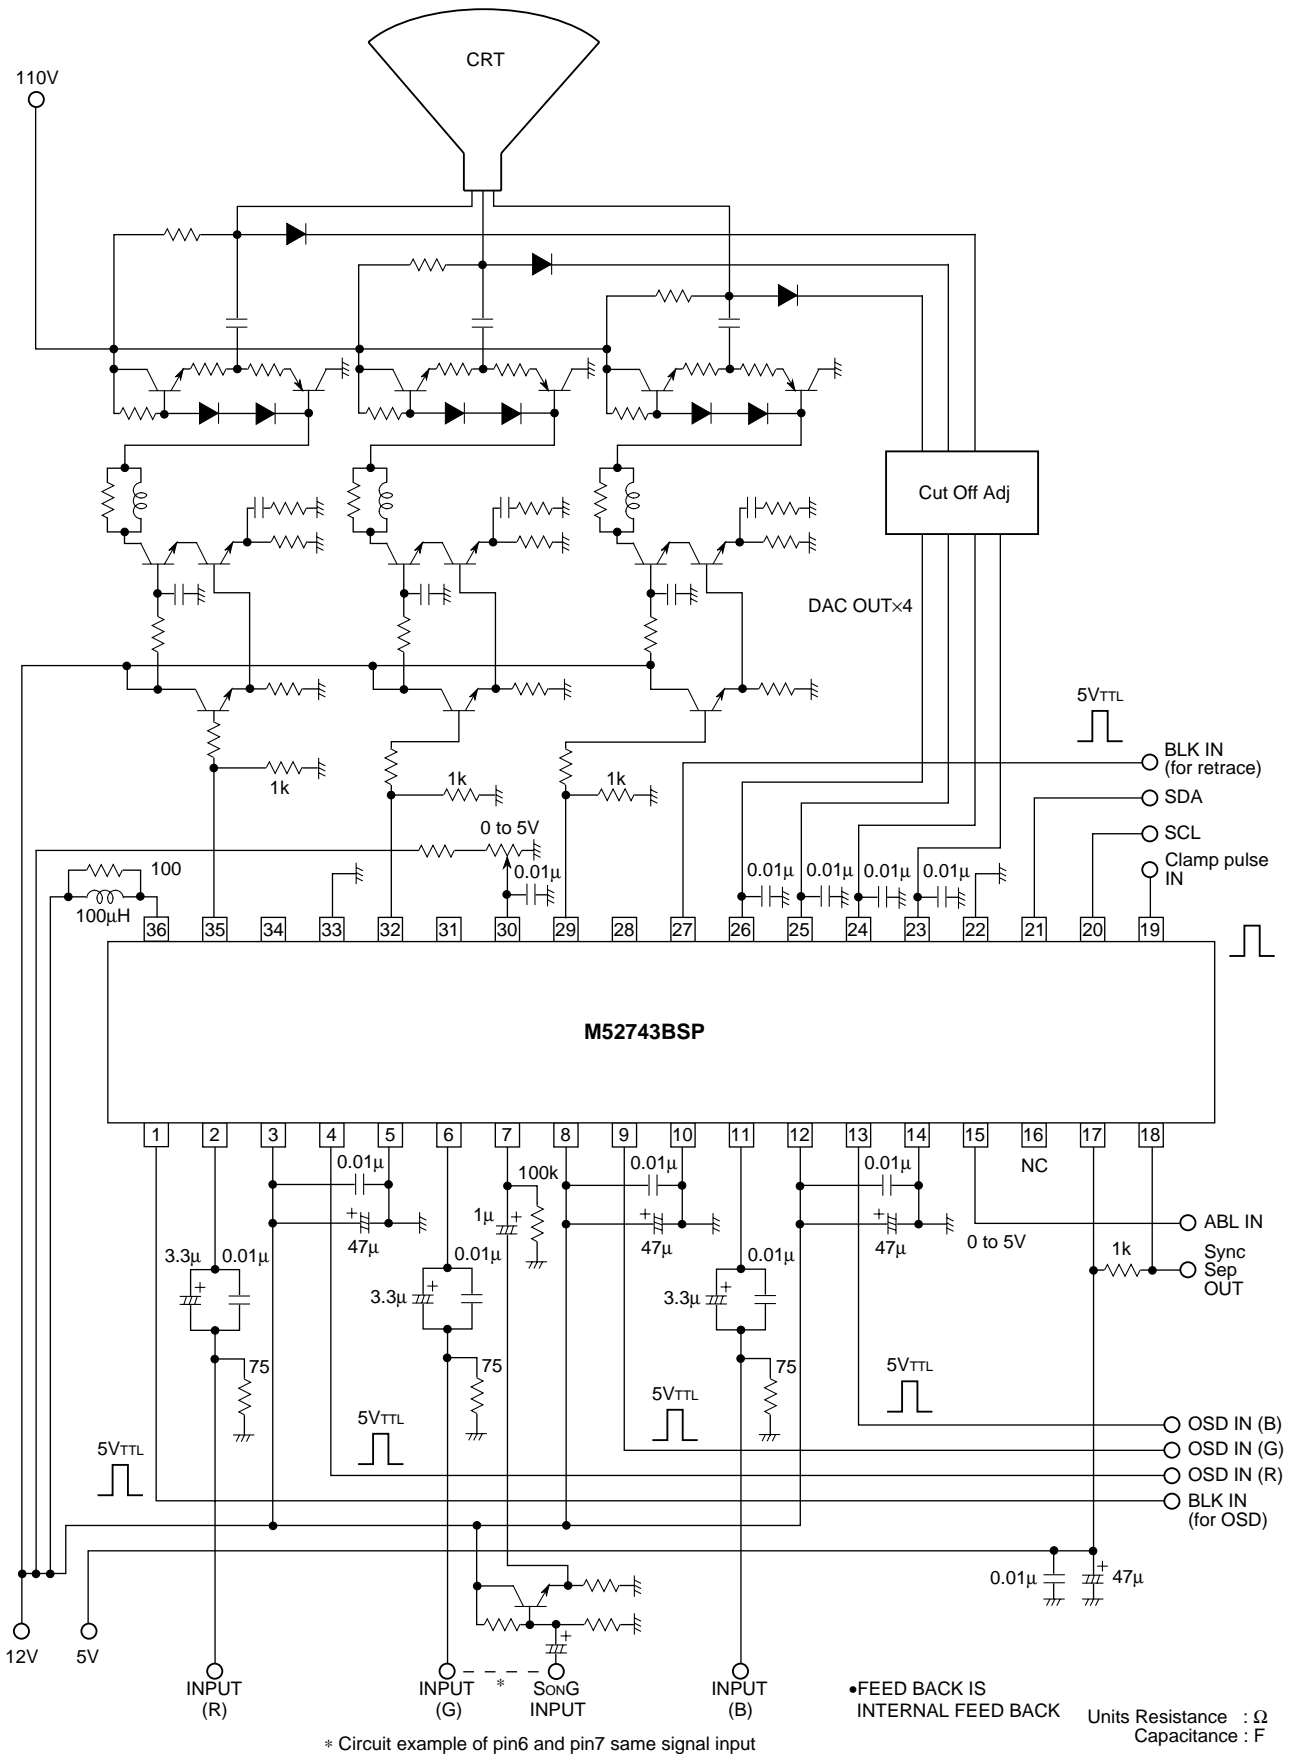 CRT
110V
Cut Off Adj
DAC OUT×4
5VTTL
BLK IN
(for retrace)
SDA
SCL
Clamp pulse
IN
1k
1k
1k
0 to 5V
0.01μ
0.01μ
0.01μ
0.01μ
0.01μ
100
100μH
36
35
34
33
32
31
30
29
28
27
26
25
24
23
22
21
20
19
M52743BSP
1
2
3
4
5
6
7
8
9
10
11
12
13
14
15
16
17
18
NC
0.01μ
100k
0.01μ
0.01μ
+
47μ
1μ
+
+
47μ
+
47μ
0 to 5V
ABL IN
1k
Sync
Sep
OUT
3.3μ
+
0.01μ
3.3μ
+
0.01μ
3.3μ
+
0.01μ
75
75
75
5VTTL
5VTTL
5VTTL
5VTTL
OSD IN (B)
OSD IN (G)
OSD IN (R)
BLK IN
(for OSD)
0.01μ
+
47μ
12V
5V
+
INPUT
(R)
INPUT
(G)
*
SONG
INPUT
INPUT
(B)
•FEED BACK IS
INTERNAL FEED BACK
Units Resistance : Ω
Capacitance : F
* Circuit example of pin6 and pin7 same signal input